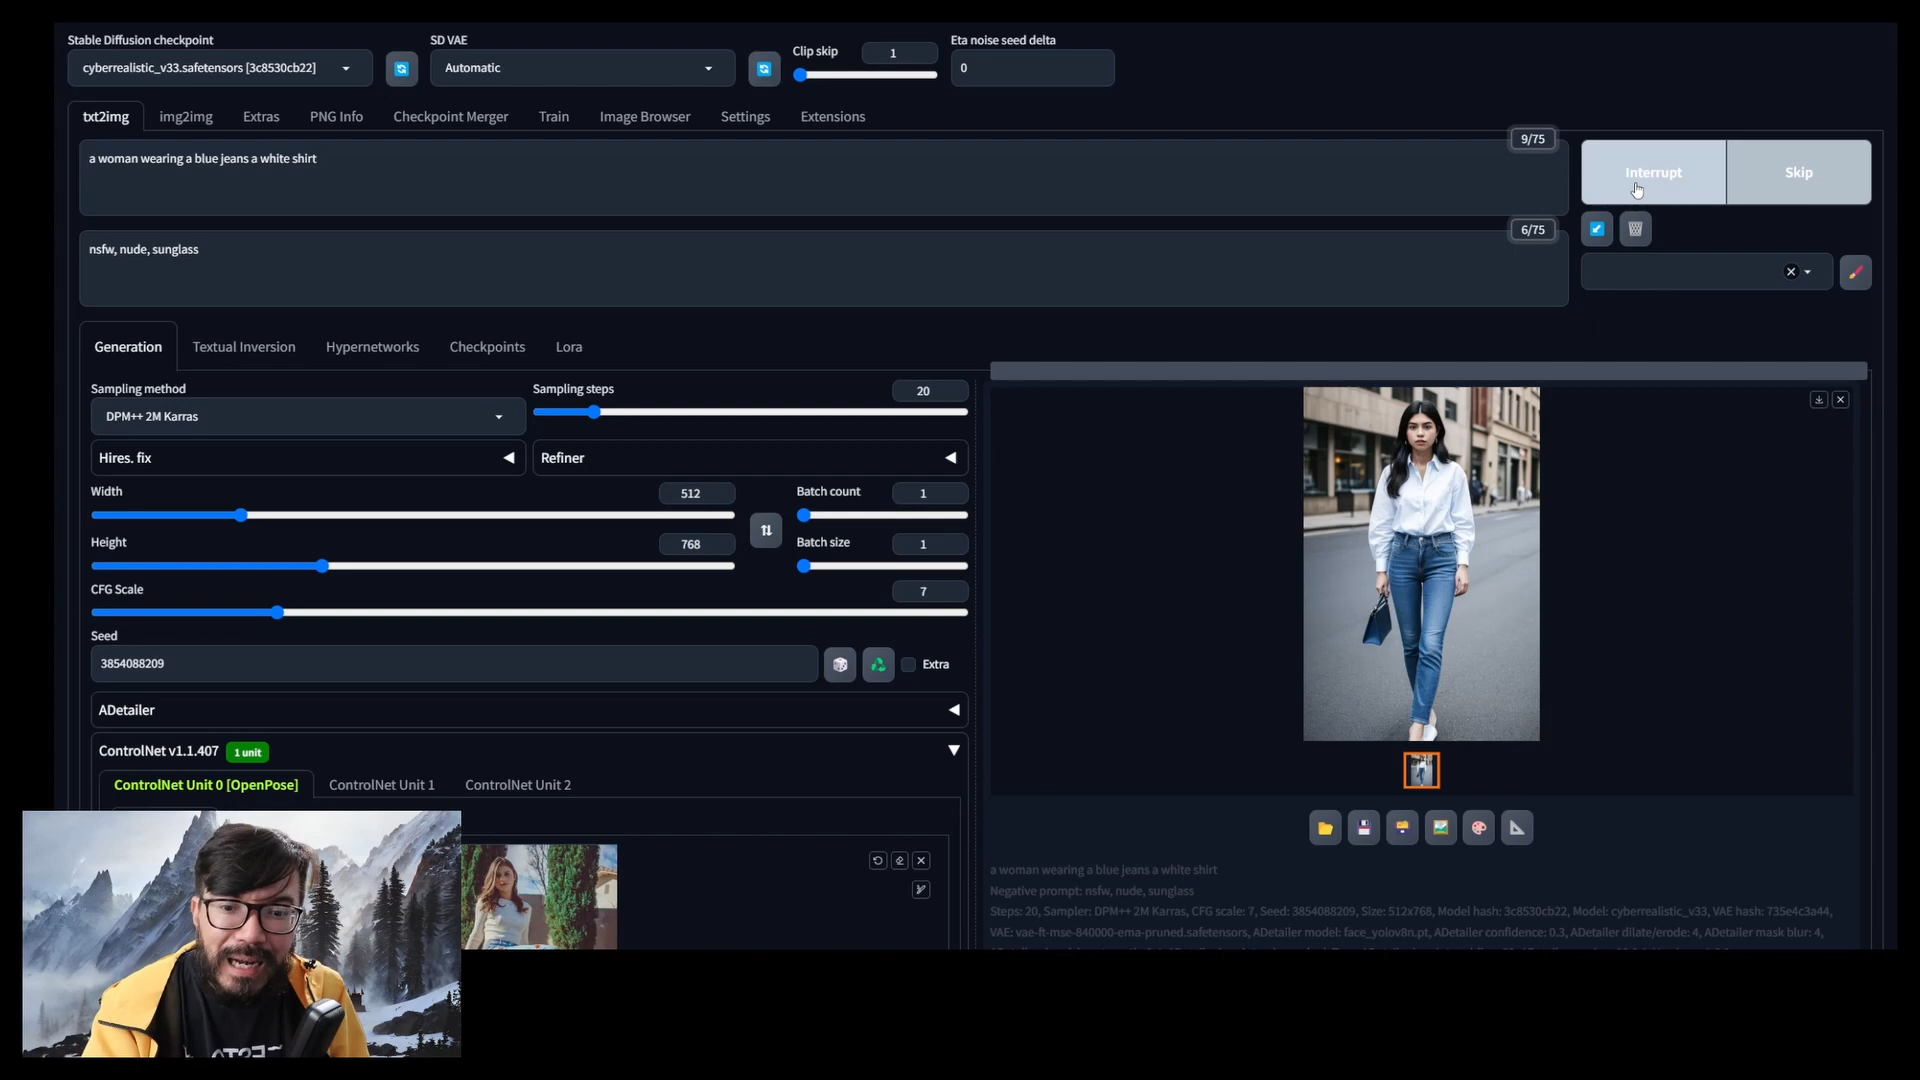 Stable Diffusion checkpoint
SD VAE
Clip skip
1
Eta noise seed delta
cyberrealistic_v33.safetensors [3c8530cb22]
Automatic
0
txt2img
img2img
Extras
PNG Info
Checkpoint Merger
Train
Image Browser
Settings
Extensions
9/75
a woman wearing a blue jeans a white shirt
Interrupt
Skip
6/75
nsfw, nude, sunglass
Generation
Textual Inversion
Hypernetworks
Checkpoints
Lora
Sampling method
Sampling steps
20
DPM++ 2M Karras
Hires. fix
Refiner
Width
512
Batch count
1
Height
768
Batch size
1
CFG Scale
7
Seed
3854088209
Extra
ADetailer
ControlNet v1.1.407
1 unit
ControlNet Unit 0 [OpenPose]
ControlNet Unit 1
ControlNet Unit 2
a woman wearing a blue jeans a white shirt
Negative prompt: nsfw, nude, sunglass
Steps: 20, Sampler: DPM++ 2M Karras, CFG scale: 7, Seed: 3854088209, Size: 512x768, Model hash: 3c8530cb22, Model: cyberrealistic_v33, VAE hash: 735e4c3a44,
VAE: vae-ft-mse-840000-ema-pruned.safetensors, ADetailer model: face_yolov8n.pt, ADetailer confidence: 0.3, ADetailer dilate/erode: 4, ADetailer mask blur: 4,